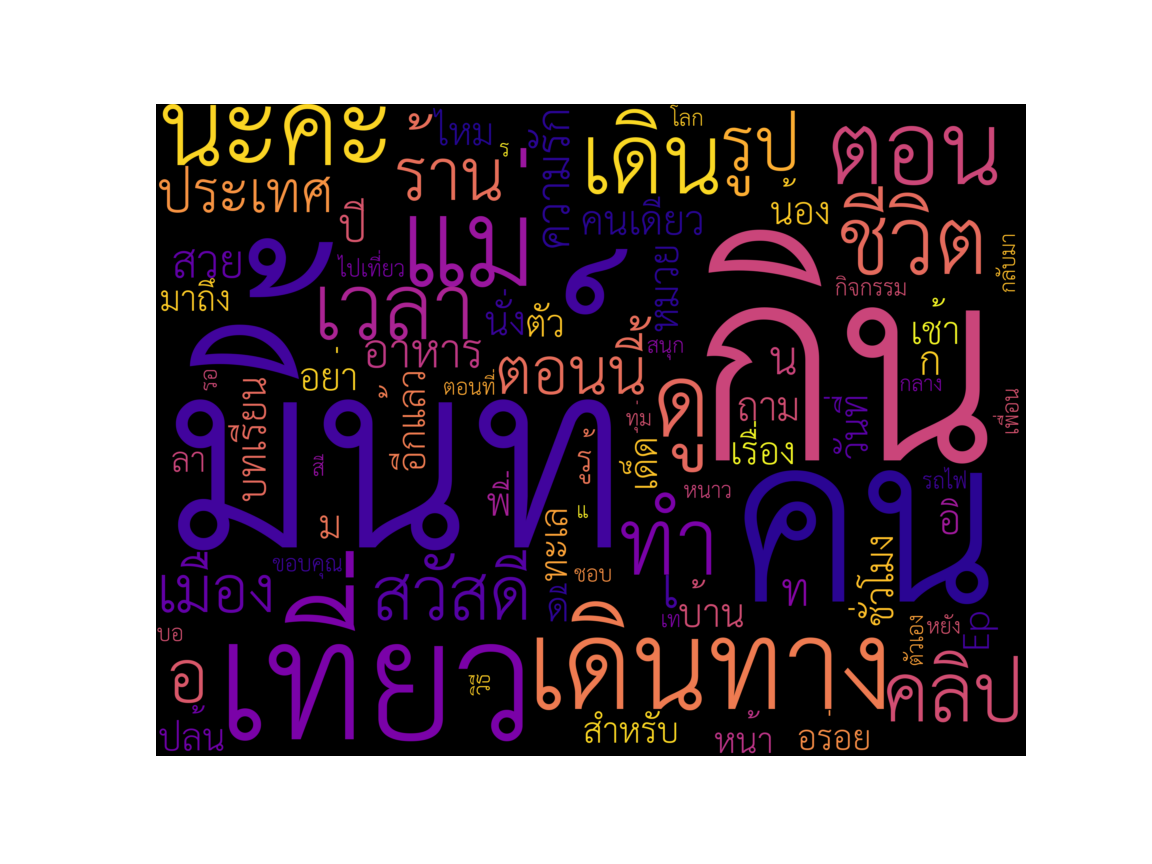 นะคะ
ร้าน
ไหม
ร
ความรัก
เดิน
โลก
รูป
ตอน
ประเทศ
ปี
แม่
คนเดียว
น้อง
ชีวิต
สวย
ไปเที่ยว
หมวย
กิจกรรม
กลับมา
มาถึง
เวลา
นั่ง
ตัว
กิน
เช้า
อาหาร
สนุก
น
ก
รอ
อย่า
ตอนที่
ตอนนี้
ดู
กลาง
บทเรียน
มิ้นท์
ทุ่ม
ถาม
วันที่
เพื่อน
ลา
เรื่อง
พี่
หนาว
คน
รถไฟ
ม
แ
ทำ
อิ
ทะเล
เมือง
ขอบคุณ
สวัสดี
ชอบ
ท
ชั่วโมง
บ้าน
บอ
ตัวเอง
หยัง
Ep
อ
เที่ยว
วิธี
เดินทาง
คลิป
ปล้น
สำหรับ
หน้า
อร่อย